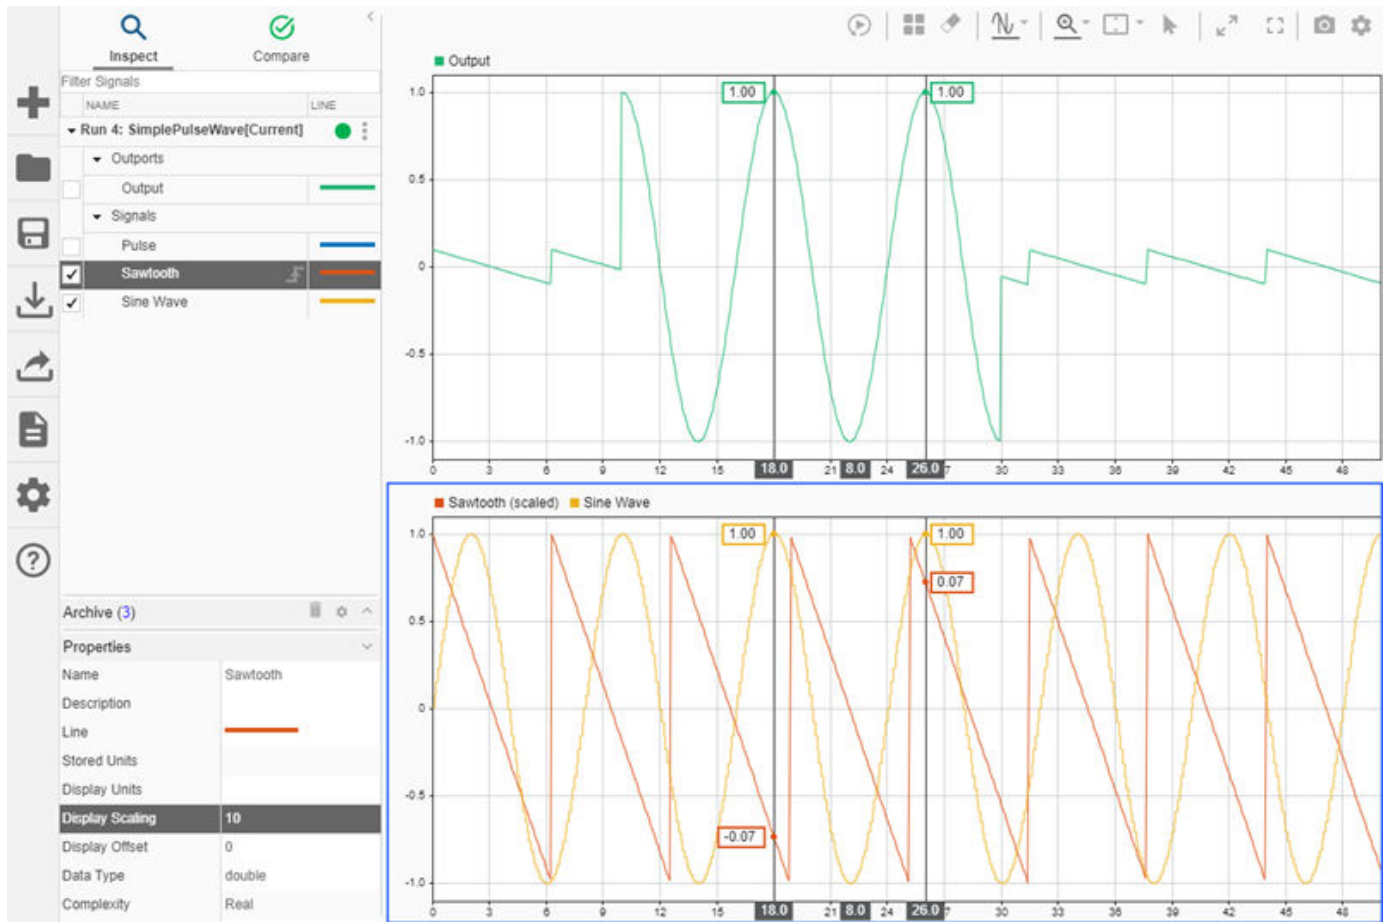 Inspect
Compare
Filter Signals
NAME LINE
Run 4: SimplePulseWave[Current]
Outports
Output
Signals
Pulse
Sawtooth
Sine Wave
Archive (3)
Properties
Name Sawtooth
Description
Line
Stored Units
Display Units
Display Scaling 10
Display Offset 0
Data Type double
Complexity Real
Output
1.0 1.00 1.00
0.5
0
-0.5
-1.0
0 3 6 9 12 15 18.0 21 8.0 24 26.0 7 30 33 36 39 42 45 48
Sawtooth (scaled) Sine Wave
1.0 1.00 1.00
0.07
0.5
0
-0.5
-0.07
-1.0
0 3 6 9 12 15 18.0 21 8.0 24 26.0 7 30 33 36 39 42 45 48